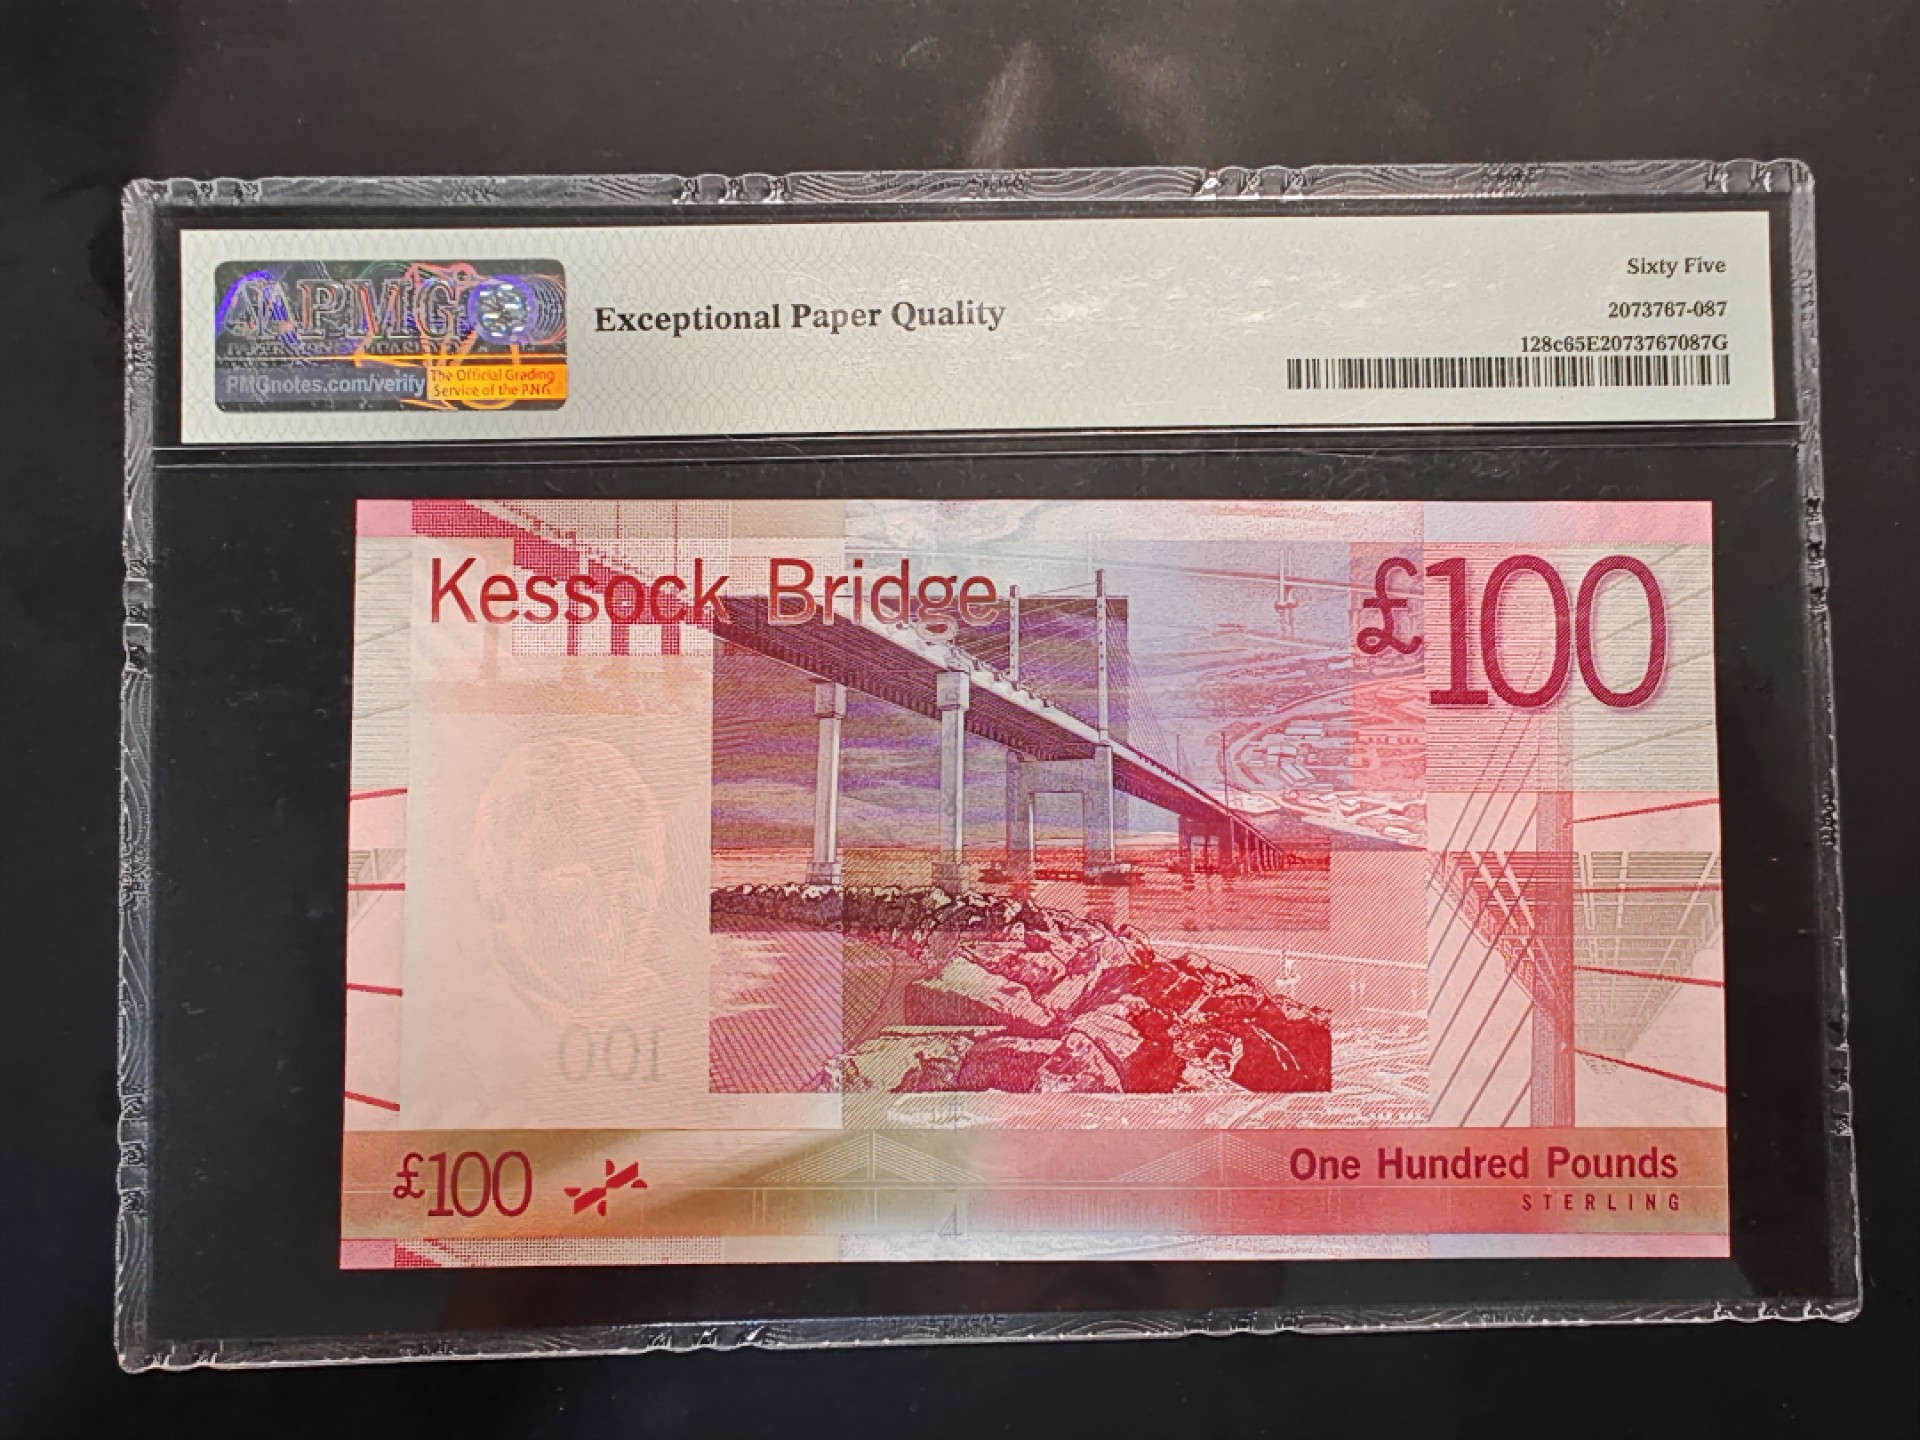 PMG
PMGnotes.com/verify
The Official Grading
Service of the PNG
Exceptional Paper Quality
Sixty Five
2073767-087
128c65E2073767087G
Kessock Bridge
£100
100
£100
One Hundred Pounds
STERLING